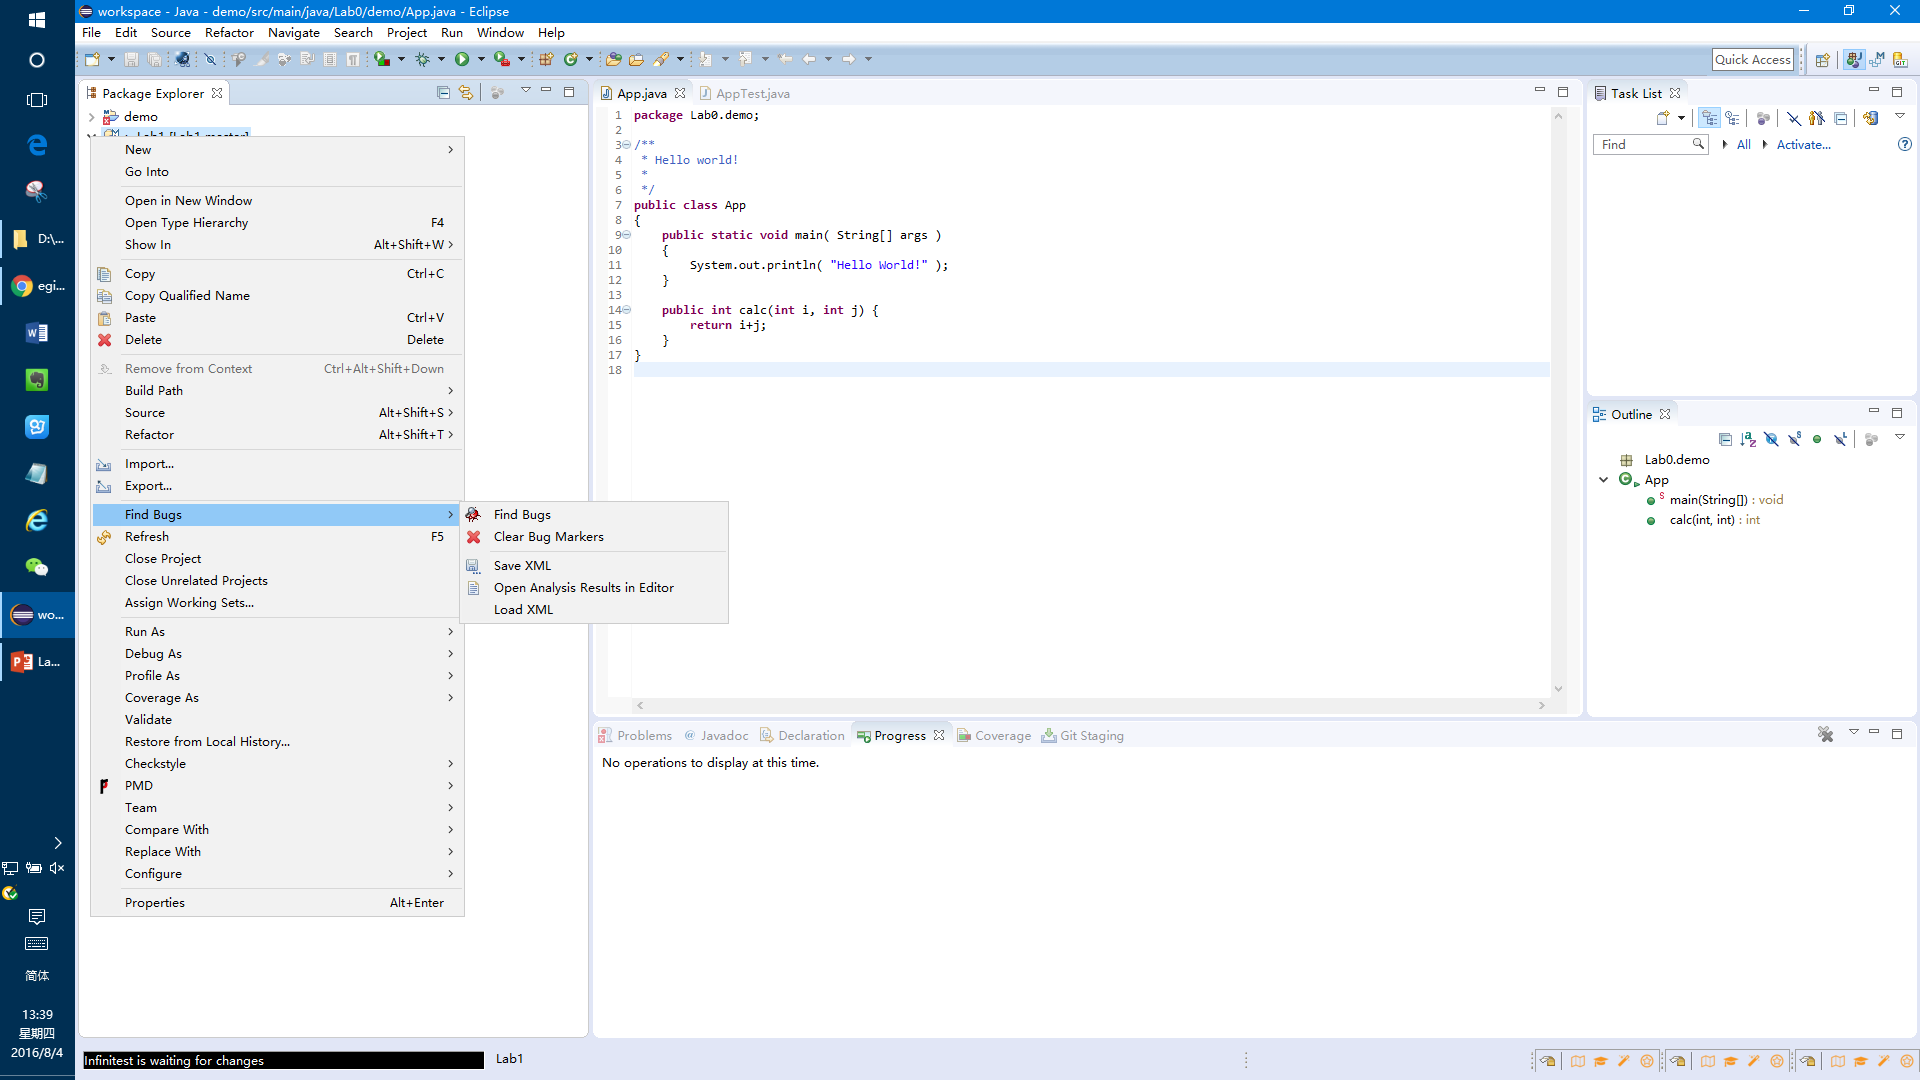 workspace - Java - demo/src/main/java/Lab0/demo/App.java - Eclipse
File Edit Source Refactor Navigate Search Project Run Window Help
Quick Access
Package Explorer
demo
Lab1 [Lab1 master]
New
Go Into
Open in New Window
Open Type Hierarchy F4
Show In Alt+Shift+W
Copy Ctrl+C
Copy Qualified Name
Paste Ctrl+V
Delete Delete
Remove from Context Ctrl+Alt+Shift+Down
Build Path
Source Alt+Shift+S
Refactor Alt+Shift+T
Import...
Export...
Find Bugs
Refresh F5
Close Project
Close Unrelated Projects
Assign Working Sets...
Run As
Debug As
Profile As
Coverage As
Validate
Restore from Local History...
Checkstyle
PMD
Team
Compare With
Replace With
Configure
Properties Alt+Enter
Find Bugs
Clear Bug Markers
Save XML
Open Analysis Results in Editor
Load XML
App.java AppTest.java
1 package Lab0.demo;
2
3 /**
4 * Hello world!
5 *
6 */
7 public class App
8 {
9 public static void main( String[] args )
10 {
11 System.out.println( "Hello World!" );
12 }
13
14 public int calc(int i, int j) {
15 return i+j;
16 }
17 }
18
Task List
Find All Activate...
Outline
Lab0.demo
App
main(String[]) : void
calc(int, int) : int
Problems Javadoc Declaration Progress Coverage Git Staging
No operations to display at this time.
D:\...
egi...
wo...
La...
简体
13:39
星期四
2016/8/4
Infinitest is waiting for changes
Lab1